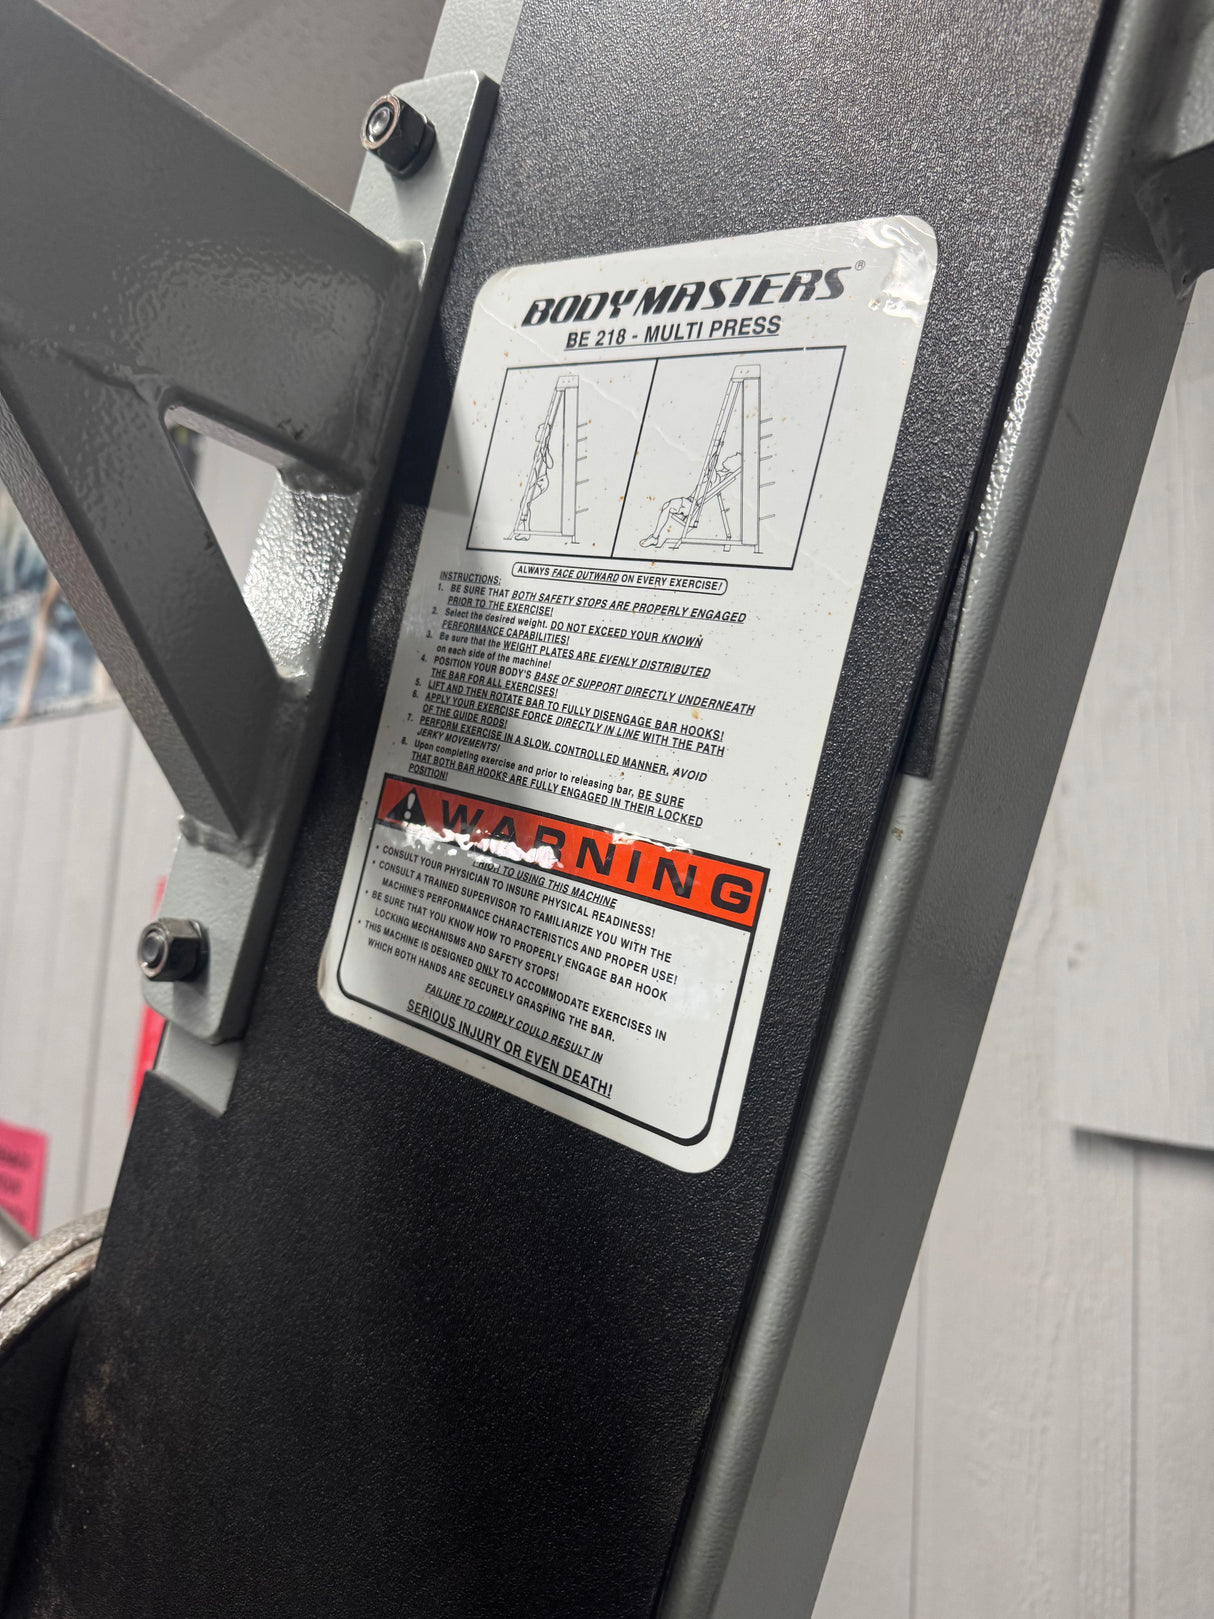 BODYMASTERS®
BE 218 - MULTI PRESS
ALWAYS FACE OUTWARD ON EVERY EXERCISE!
INSTRUCTIONS:
1. BE SURE THAT BOTH SAFETY STOPS ARE PROPERLY ENGAGED
PRIOR TO THE EXERCISE!
2. Select the desired weight. DO NOT EXCEED YOUR KNOWN
PERFORMANCE CAPABILITIES!
3. Be sure that the WEIGHT PLATES ARE EVENLY DISTRIBUTED
on each side of the machine!
4. POSITION YOUR BODY'S BASE OF SUPPORT DIRECTLY UNDERNEATH
THE BAR FOR ALL EXERCISES!
5. LIFT AND THEN ROTATE BAR TO FULLY DISENGAGE BAR HOOKS!
6. APPLY YOUR EXERCISE FORCE DIRECTLY IN LINE WITH THE PATH
OF THE GUIDE RODS!
7. PERFORM EXERCISE IN A SLOW, CONTROLLED MANNER, AVOID
JERKY MOVEMENTS!
8. Upon completing exercise and prior to releasing bar, BE SURE
THAT BOTH BAR HOOKS ARE FULLY ENGAGED IN THEIR LOCKED
POSITION!
WARNING
PRIOR TO USING THIS MACHINE
• CONSULT YOUR PHYSICIAN TO INSURE PHYSICAL READINESS!
• CONSULT A TRAINED SUPERVISOR TO FAMILIARIZE YOU WITH THE
MACHINE'S PERFORMANCE CHARACTERISTICS AND PROPER USE!
• BE SURE THAT YOU KNOW HOW TO PROPERLY ENGAGE BAR HOOK
LOCKING MECHANISMS AND SAFETY STOPS!
• THIS MACHINE IS DESIGNED ONLY TO ACCOMMODATE EXERCISES IN
WHICH BOTH HANDS ARE SECURELY GRASPING THE BAR.
FAILURE TO COMPLY COULD RESULT IN
SERIOUS INJURY OR EVEN DEATH!